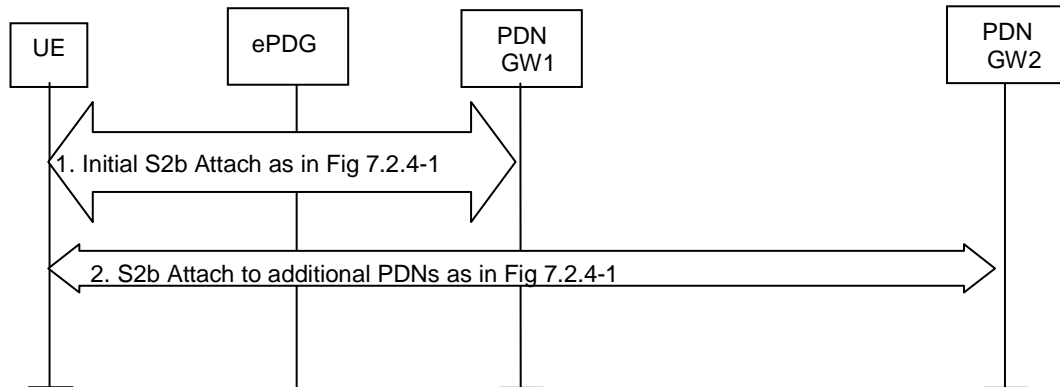 UE
ePDG
PDN
GW1
PDN
GW2
1. Initial S2b Attach as in Fig 7.2.4-1
2. S2b Attach to additional PDNs as in Fig 7.2.4-1